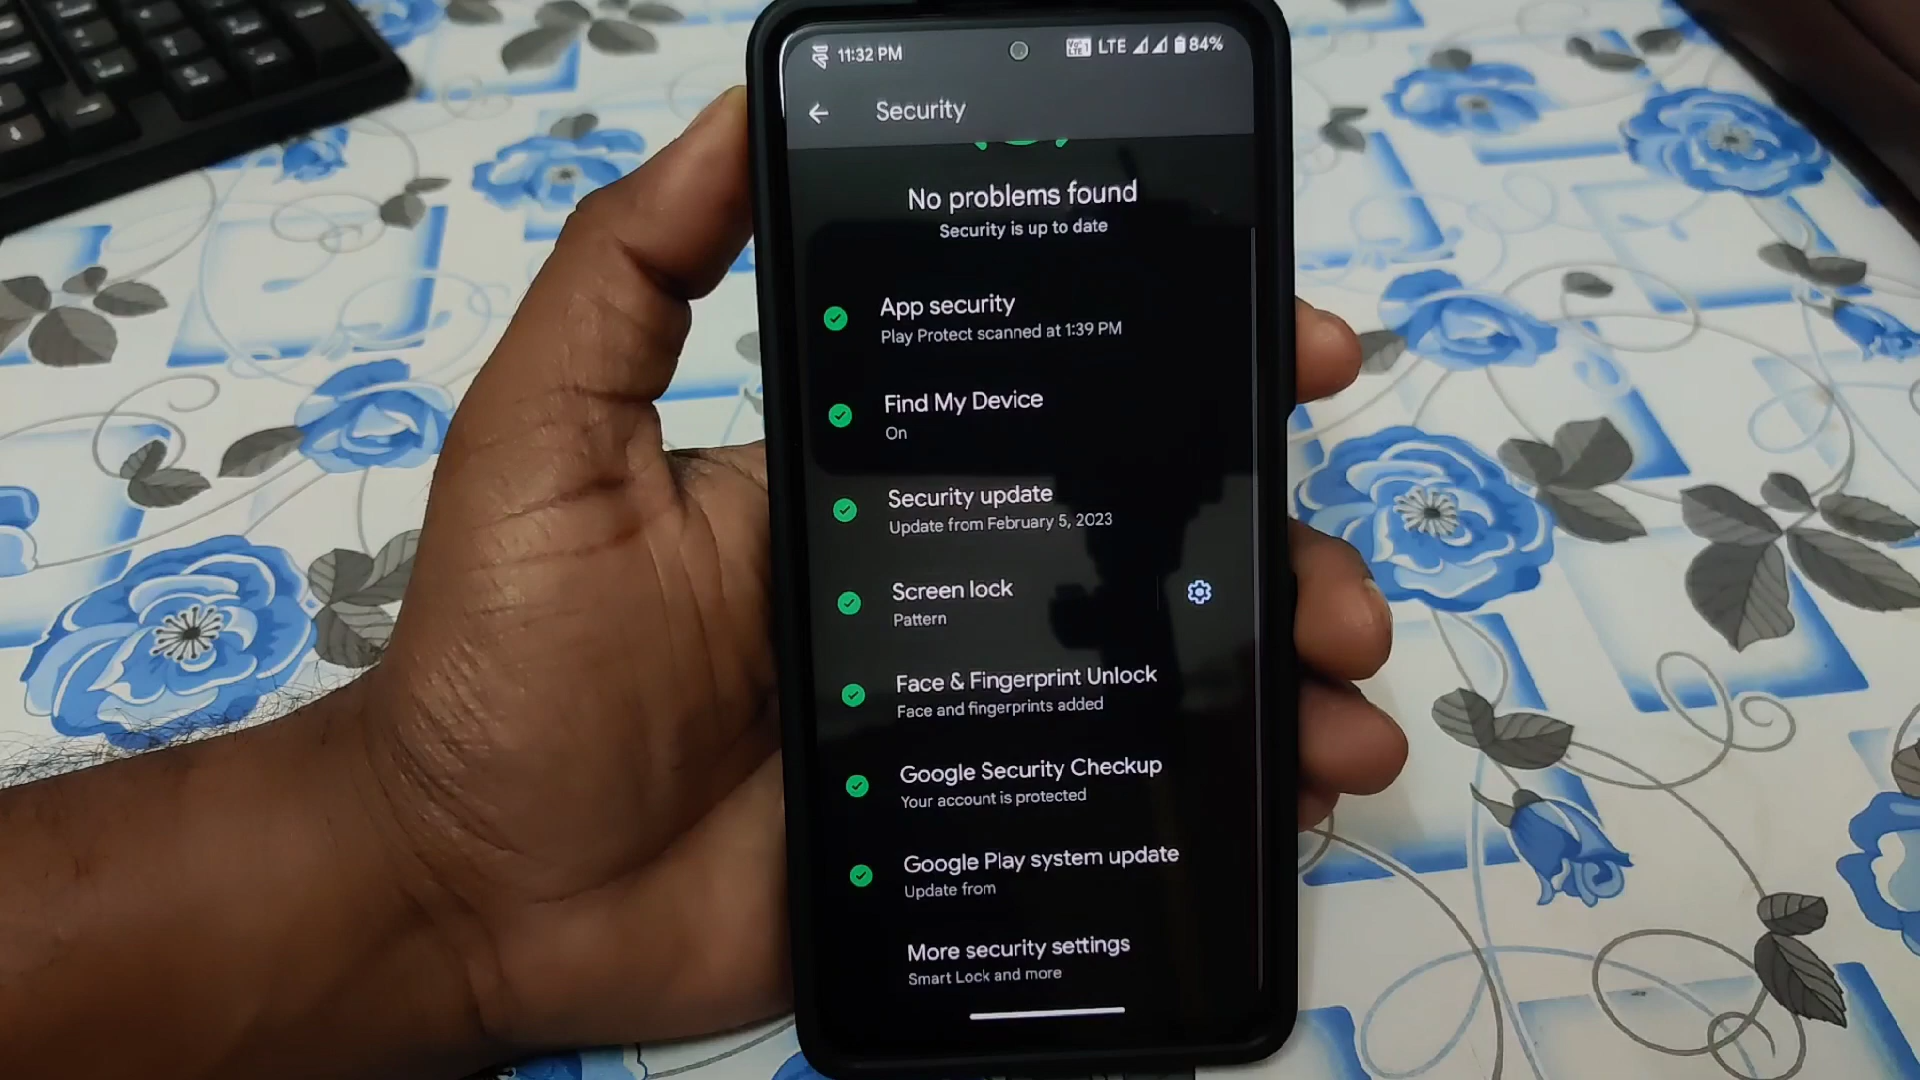 11:32 PM
LTE 84%
Security
No problems found
Security is up to date
App security
Play Protect scanned at 1:39 PM
Find My Device
On
Security update
Update from February 5, 2023
Screen lock
Pattern
Face & Fingerprint Unlock
Face and fingerprints added
Google Security Checkup
Your account is protected
Google Play system update
Update from
More security settings
Smart Lock and more